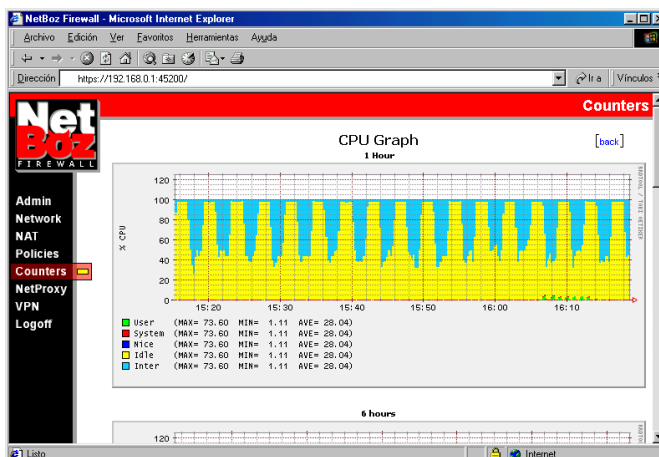 NetBoz Firewall - Microsoft Internet Explorer
Archivo Edición Ver Favoritos Herramientas Ayuda
Dirección https://192.168.0.1:45200/ Ir a Vínculos
Net
Boz
FIREWALL
Counters
Admin
Network
NAT
Policies
Counters
NetProxy
VPN
Logoff
CPU Graph [back]
1 Hour
RRDTOOL / TOBI OETIKER
% CPU
120
100
80
60
40
20
0
15:20 15:30 15:40 15:50 16:00 16:10
User (MAX= 73.60 MIN= 1.11 AVE= 28.04)
System (MAX= 73.60 MIN= 1.11 AVE= 28.04)
Nice (MAX= 73.60 MIN= 1.11 AVE= 28.04)
Idle (MAX= 73.60 MIN= 1.11 AVE= 28.04)
Inter (MAX= 73.60 MIN= 1.11 AVE= 28.04)
6 hours
120
Listo Internet